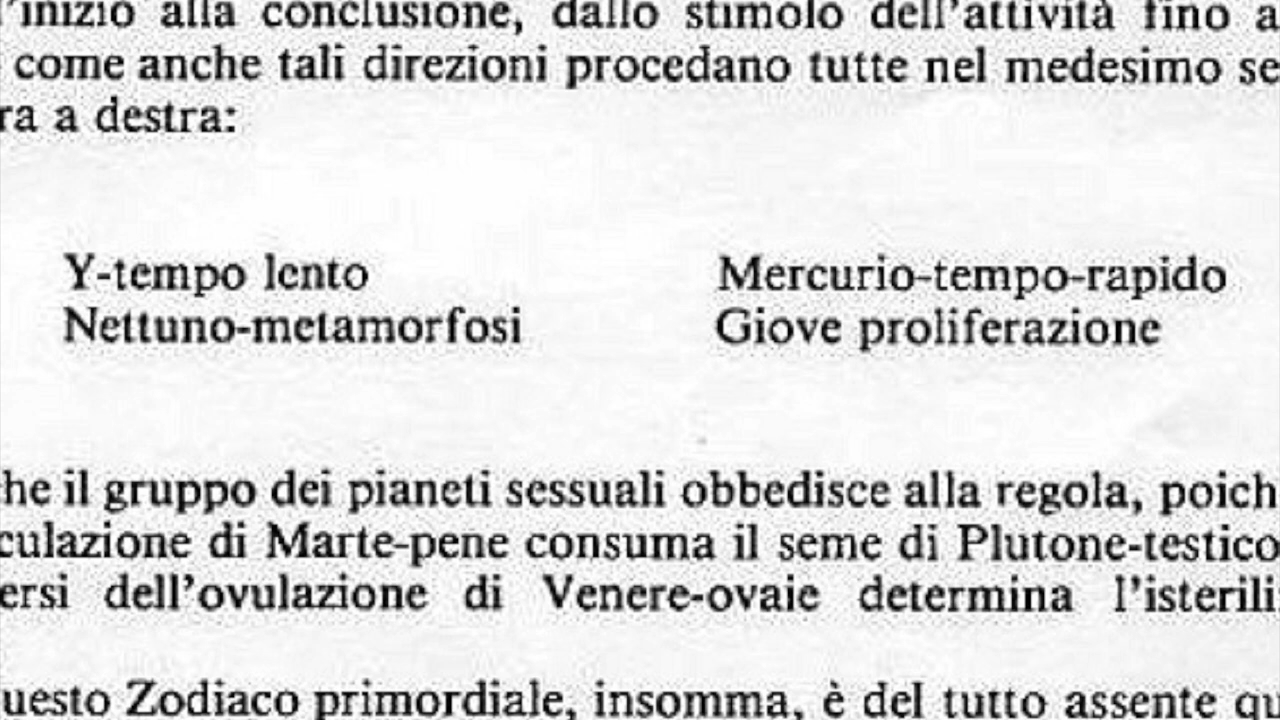 l'inizio alla conclusione, dallo stimolo dell'attività fino a
come anche tali direzioni procedano tutte nel medesimo se
ra a destra:
Y-tempo lento Mercurio-tempo-rapido
Nettuno-metamorfosi Giove proliferazione
he il gruppo dei pianeti sessuali obbedisce alla regola, poich
culazione di Marte-pene consuma il seme di Plutone-testico
ersi dell'ovulazione di Venere-ovaie determina l'isterili
uesto Zodiaco primordiale, insomma, è del tutto assente qu